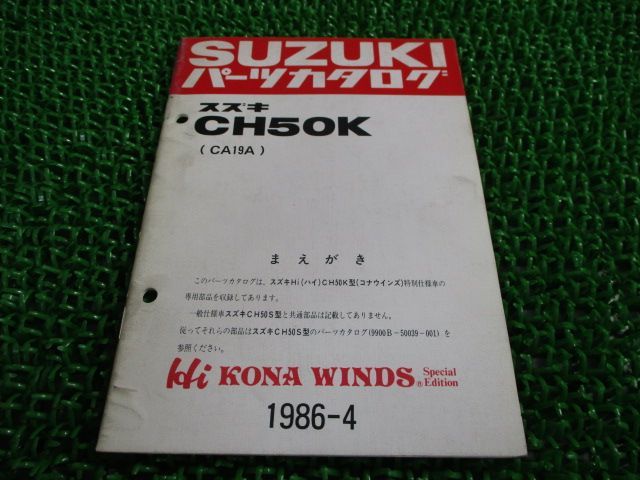 SUZUKI
パーツカタログ
スズキ
CH50K
(CA19A)
まえがき
このパーツカタログは、スズキHi(ハイ)CH50K型(コナウインズ)特別仕様車の
専用部品を収録してあります。
一般仕様車スズキCH50S型と共通部品は記載してありません。
従ってそれらの部品はスズキCH50S型のパーツカタログ(9900B-50039-001)を
参照ください。
Hi KONA WINDS® Special
Edition
1986-4